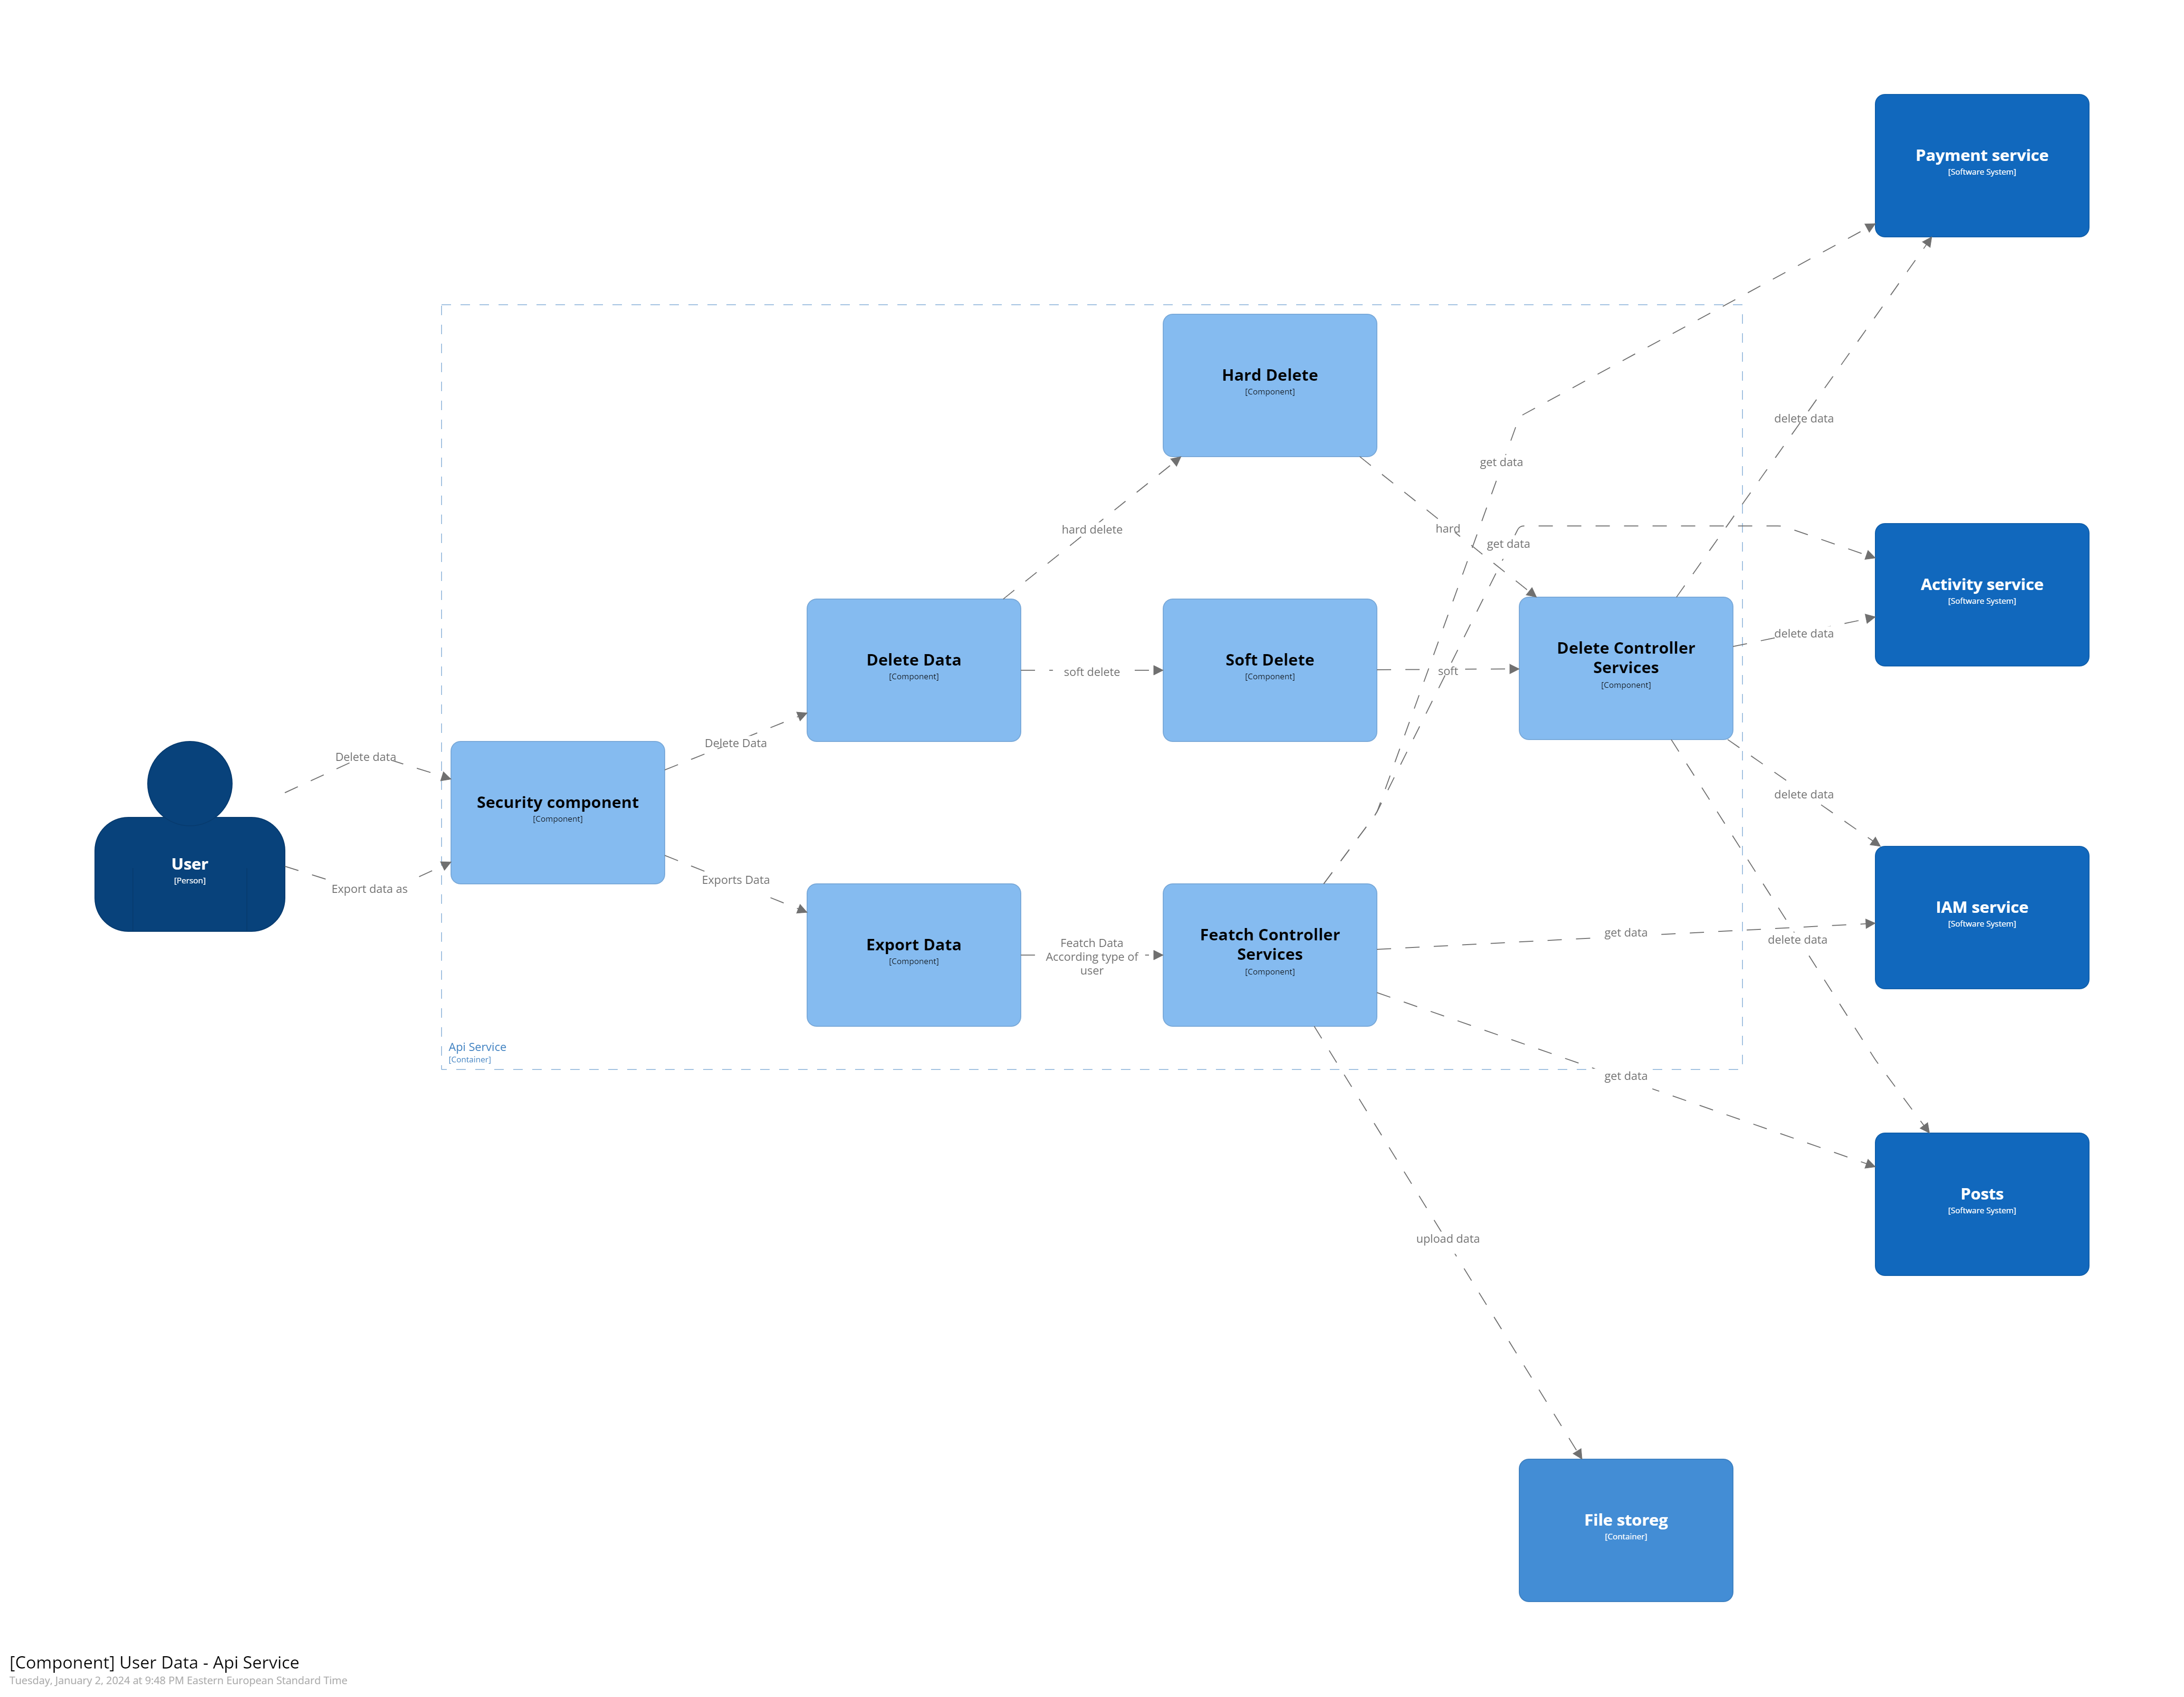 Payment service
[Software System]
Hard Delete
[Component]
delete data
get data
hard delete
hard
get data
Activity service
[Software System]
Delete Data
[Component]
soft delete
Soft Delete
[Component]
soft
Delete Controller
Services
[Component]
delete data
Delete data
Delete Data
Security component
[Component]
delete data
User
[Person]
Export data as
Exports Data
Export Data
[Component]
Featch Data
According type of
user
Featch Controller
Services
[Component]
get data
delete data
IAM service
[Software System]
Api Service
[Container]
get data
Posts
[Software System]
upload data
File storeg
[Container]
[Component] User Data - Api Service
Tuesday, January 2, 2024 at 9:48 PM Eastern European Standard Time